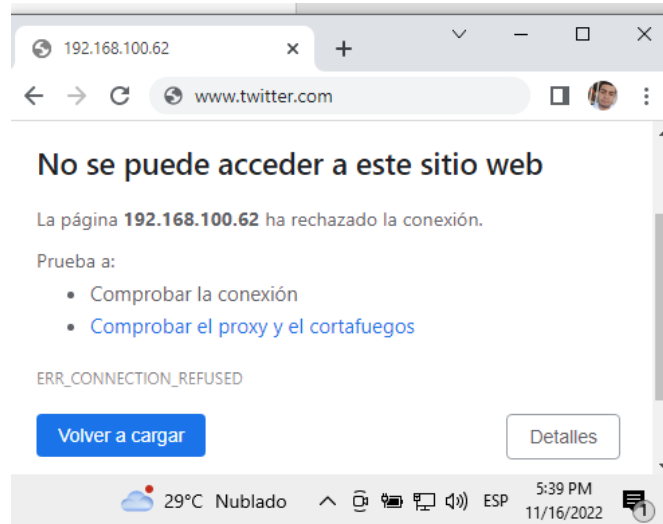 192.168.100.62
www.twitter.com
No se puede acceder a este sitio web
La página 192.168.100.62 ha rechazado la conexión.
Prueba a:
Comprobar la conexión
Comprobar el proxy y el cortafuegos
ERR_CONNECTION_REFUSED
Volver a cargar
Detalles
29°C Nublado
ESP
5:39 PM
11/16/2022
1